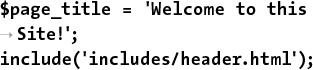 $page_title = 'Welcome to this
→ Site!';
include('includes/header.html');